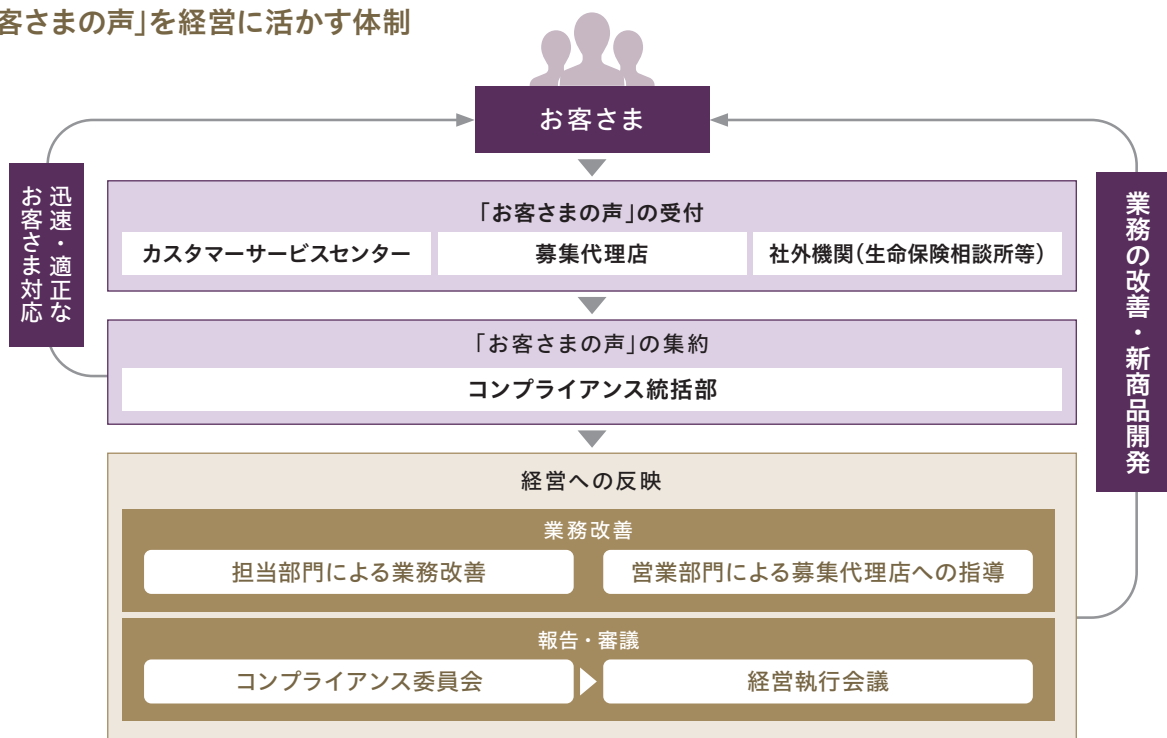 客さまの声」を経営に活かす体制
お客さま
迅速・適正な
お客さま対応
業務の改善・新商品開発
「お客さまの声」の受付
カスタマーサービスセンター
募集代理店
社外機関(生命保険相談所等)
「お客さまの声」の集約
コンプライアンス統括部
経営への反映
業務改善
担当部門による業務改善
営業部門による募集代理店への指導
報告・審議
コンプライアンス委員会
経営執行会議